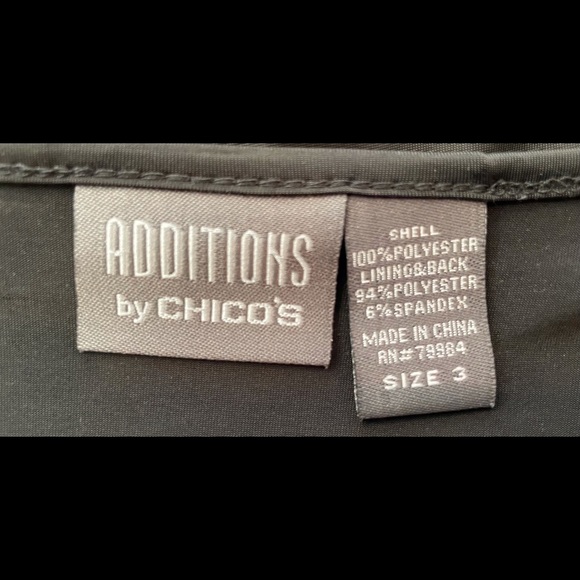 ADDITIONS
by CHICO'S
SHELL
100%POLYESTER
LINING&BACK
94%POLYESTER
6%SPANDEX
MADE IN CHINA
RN#79984
SIZE 3